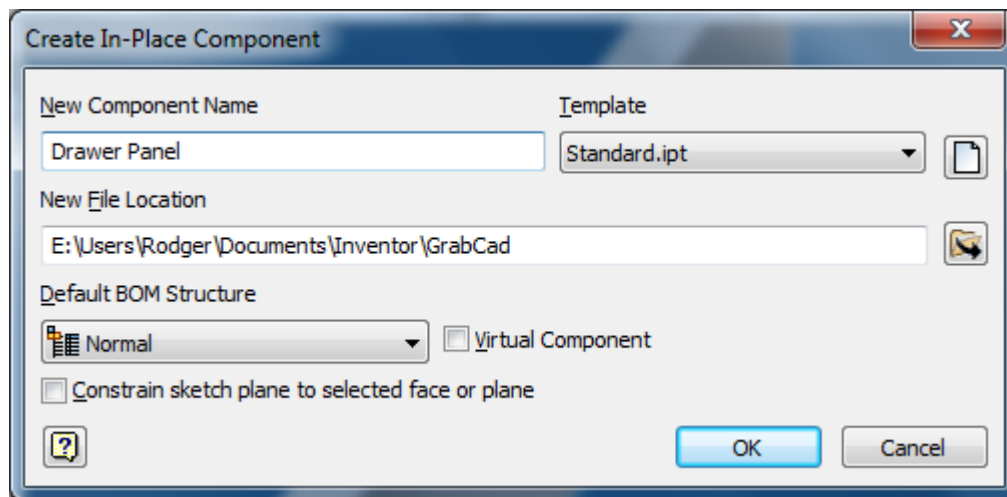 Create In-Place Component
New Component Name
Template
Drawer Panel
Standard.ipt
New File Location
E:\Users\Rodger\Documents\Inventor\GrabCad
Default BOM Structure
Normal
Virtual Component
Constrain sketch plane to selected face or plane
OK
Cancel